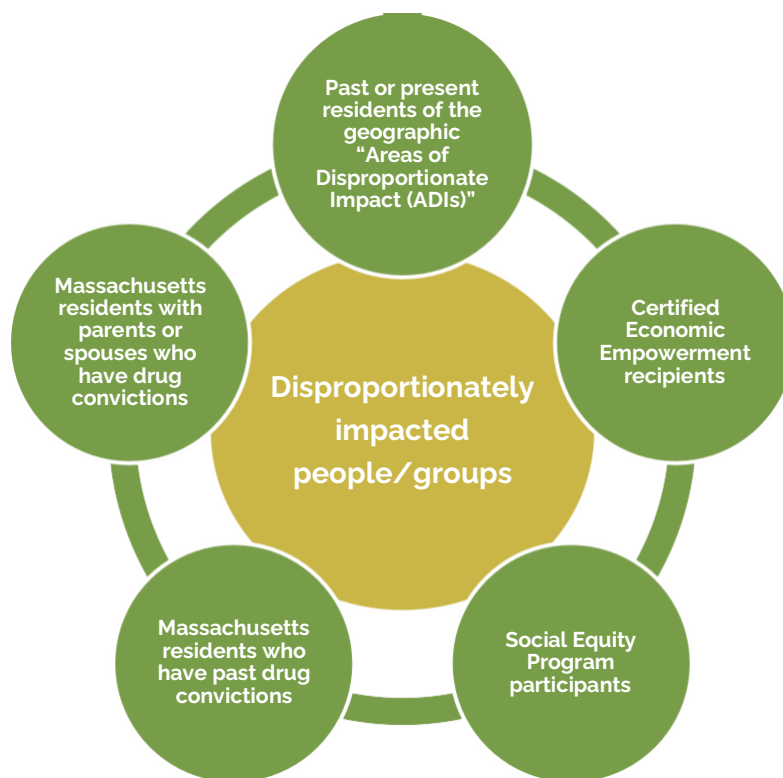 Past or present
residents of the
geographic
“Areas of
Disproportionate
Impact (ADIs)”
Massachusetts
residents with
parents or
spouses who
have drug
convictions
Certified
Economic
Empowerment
recipients
Disproportionately
impacted
people/groups
Massachusetts
residents who
have past drug
convictions
Social Equity
Program
participants